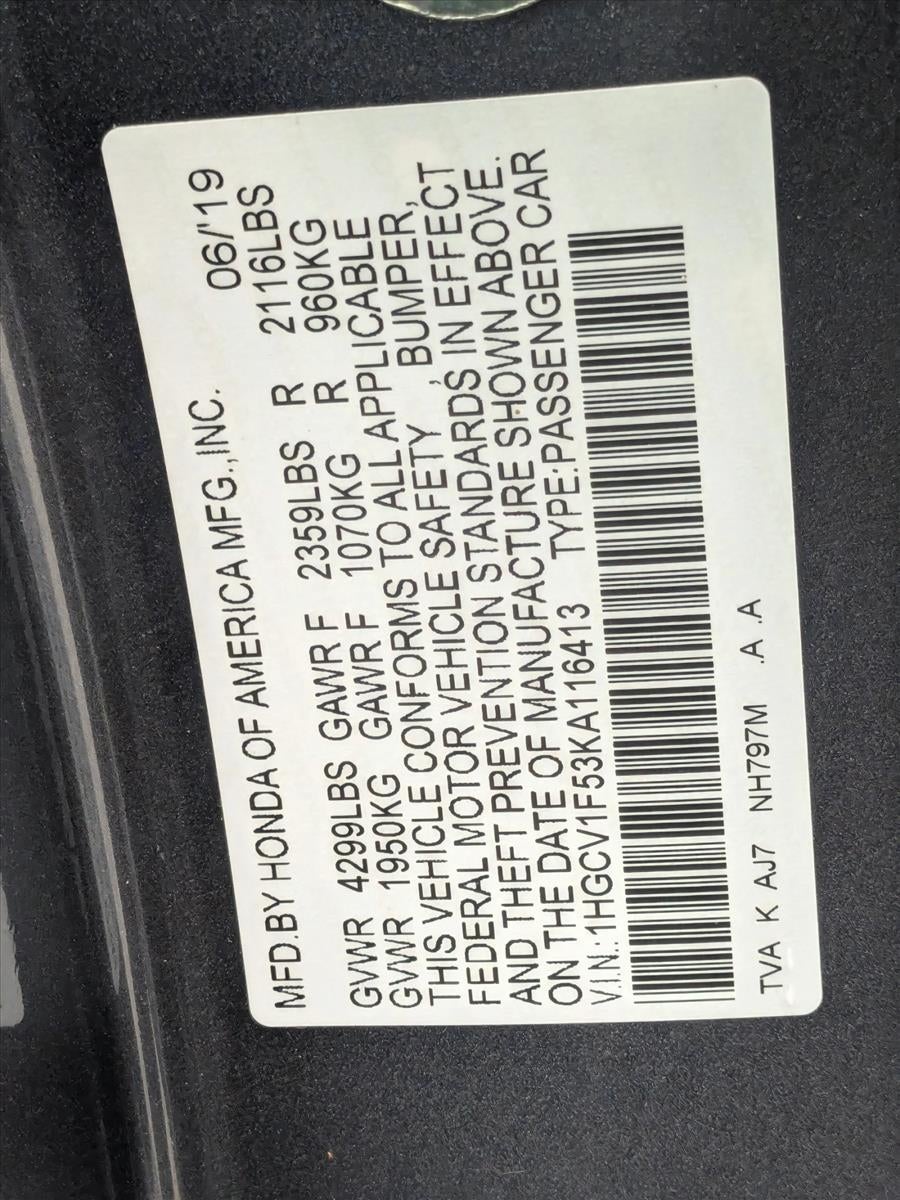 MFD.BY HONDA OF AMERICA MFG.,INC. 06/'19
GVWR 4299LBS GAWR F 2359LBS R 2116LBS
GVWR 1950KG GAWR F 1070KG R 960KG
THIS VEHICLE CONFORMS TO ALL APPLICABLE
FEDERAL MOTOR VEHICLE SAFETY , BUMPER,
AND THEFT PREVENTION STANDARDS IN EFFECT
ON THE DATE OF MANUFACTURE SHOWN ABOVE.
V.I.N.:1HGCV1F53KA116413 TYPE:PASSENGER CAR
TVA K AJ7 NH797M .A .A